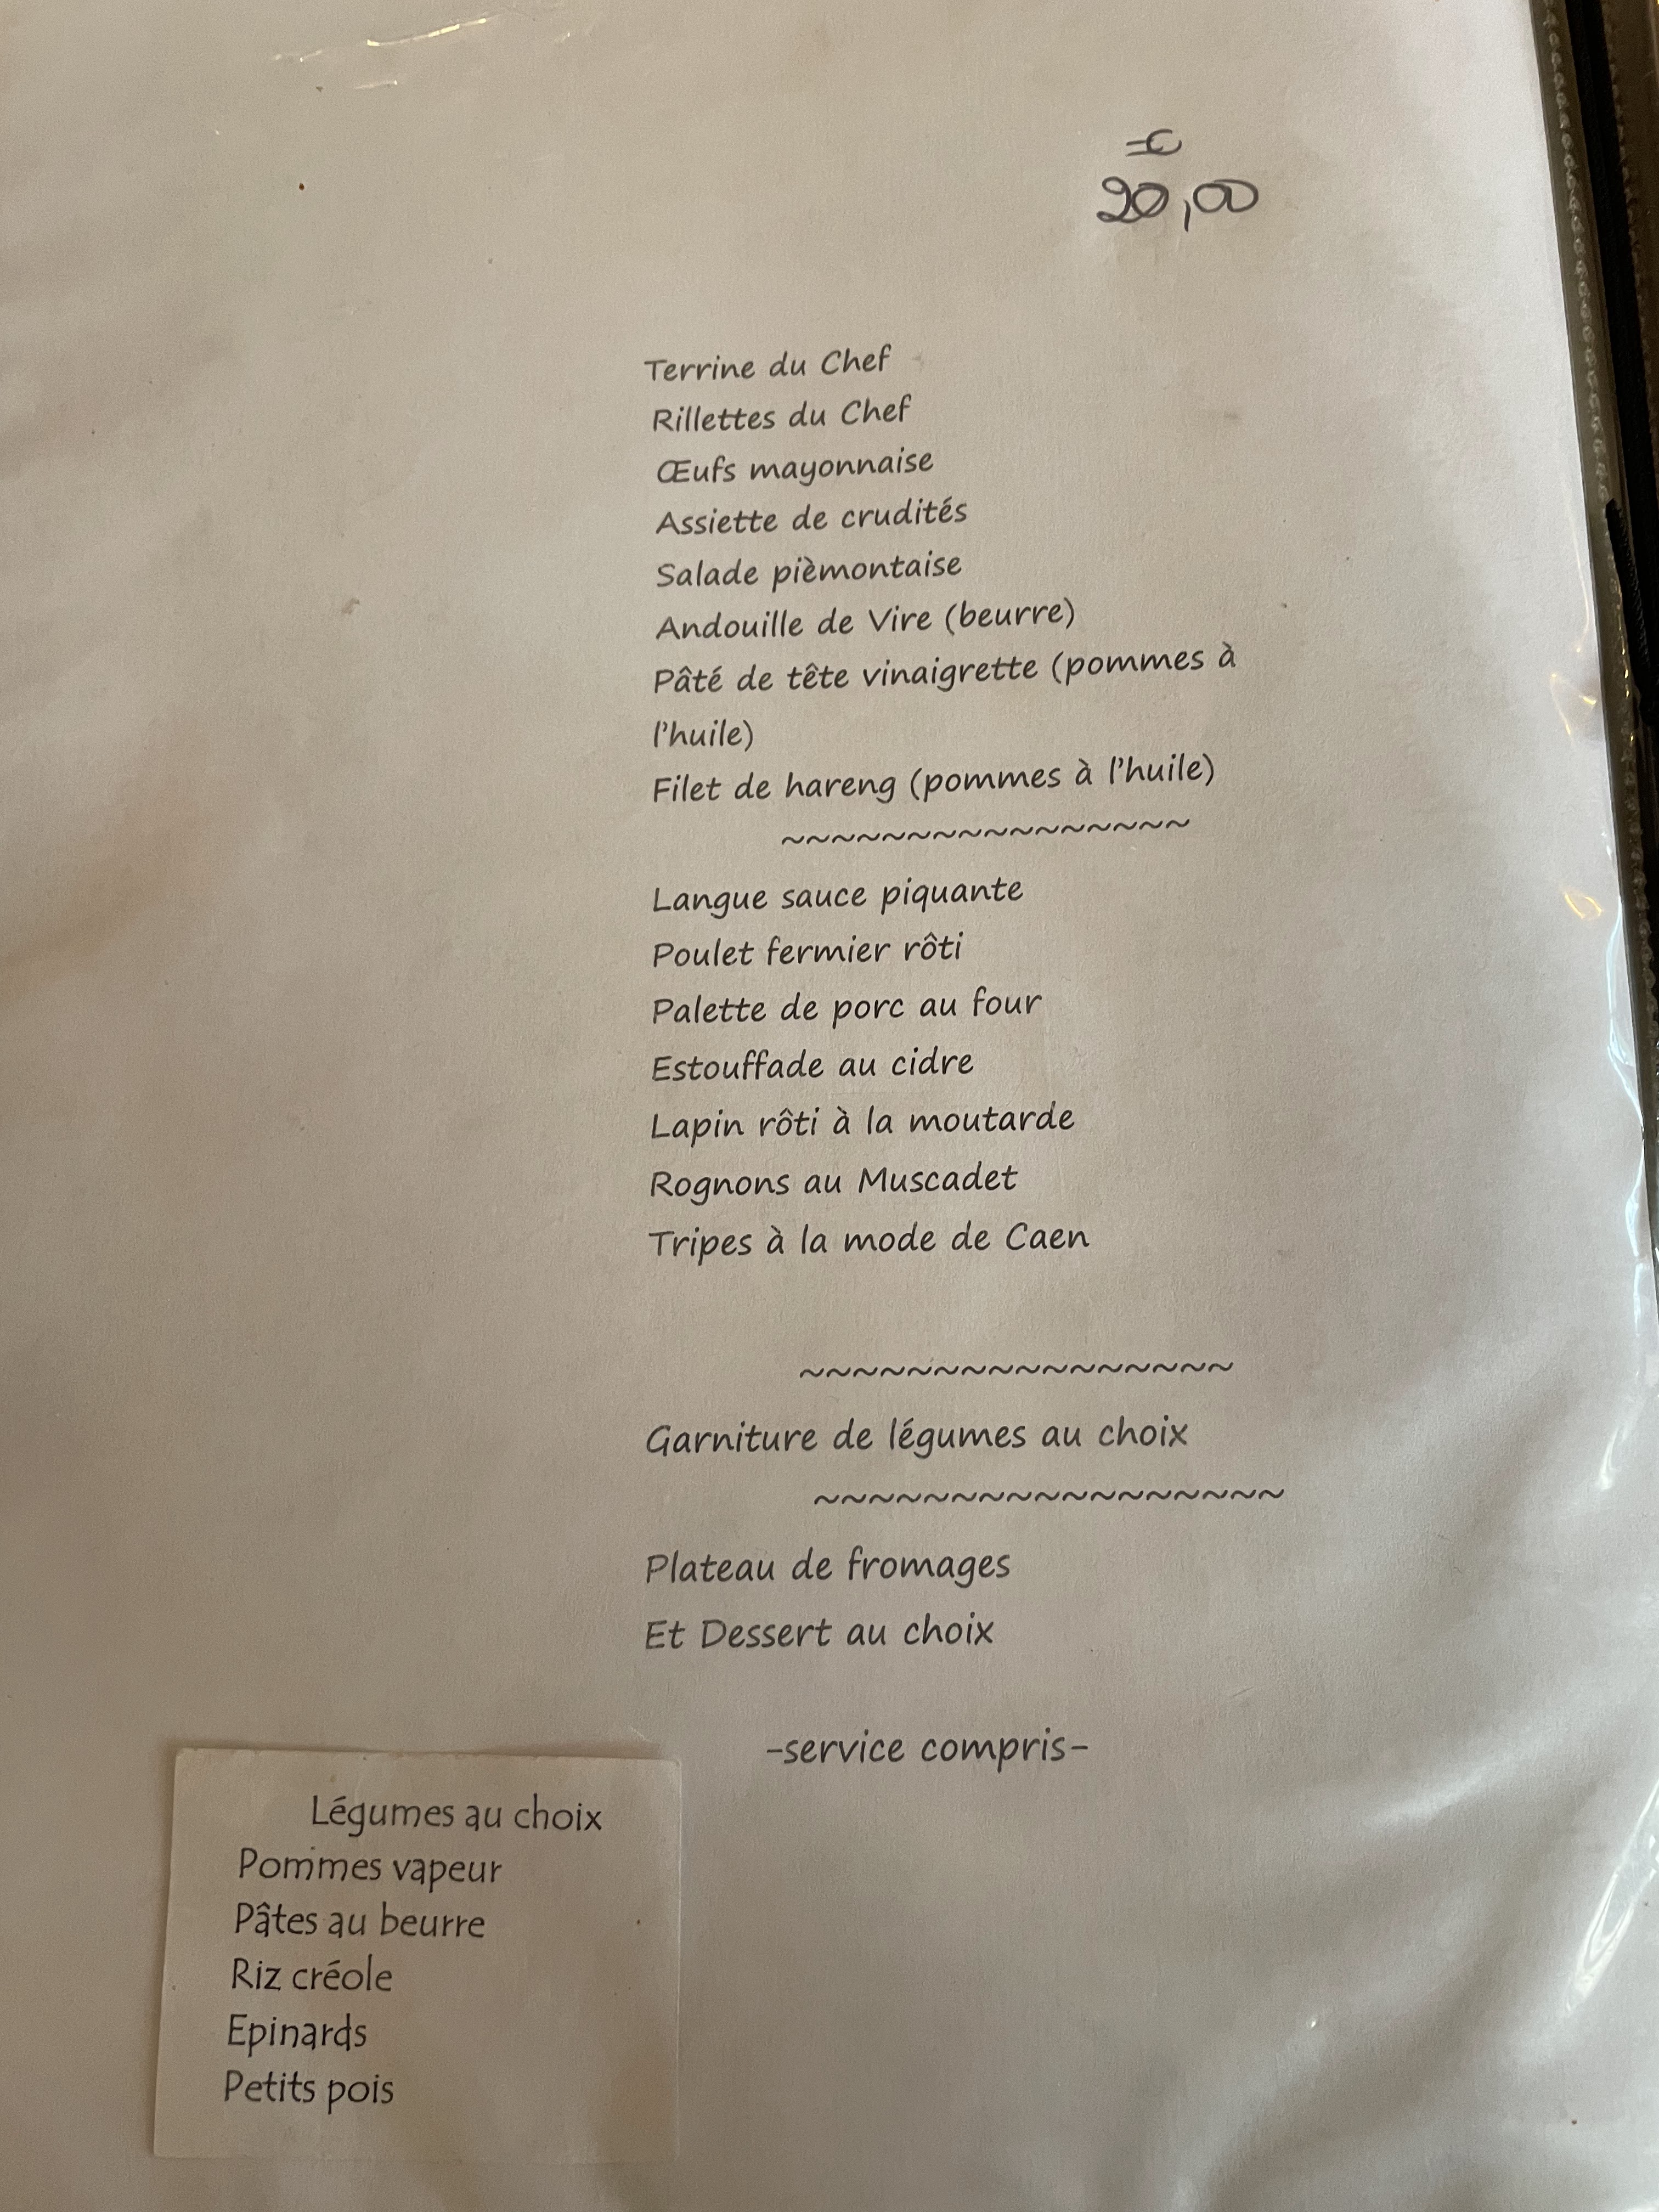 €
20,00
Terrine du Chef
Rillettes du Chef
Œufs mayonnaise
Assiette de crudités
Salade pièmontaise
Andouille de Vire (beurre)
Pâté de tête vinaigrette (pommes à
l'huile)
Filet de hareng (pommes à l'huile)
~~~~~~~~~~~~~~~~
Langue sauce piquante
Poulet fermier rôti
Palette de porc au four
Estouffade au cidre
Lapin rôti à la moutarde
Rognons au Muscadet
Tripes à la mode de Caen
~~~~~~~~~~~~~~~~
Garniture de légumes au choix
~~~~~~~~~~~~~~~~~
Plateau de fromages
Et Dessert au choix
-service compris-
Légumes au choix
Pommes vapeur
Pâtes au beurre
Riz créole
Epinards
Petits pois